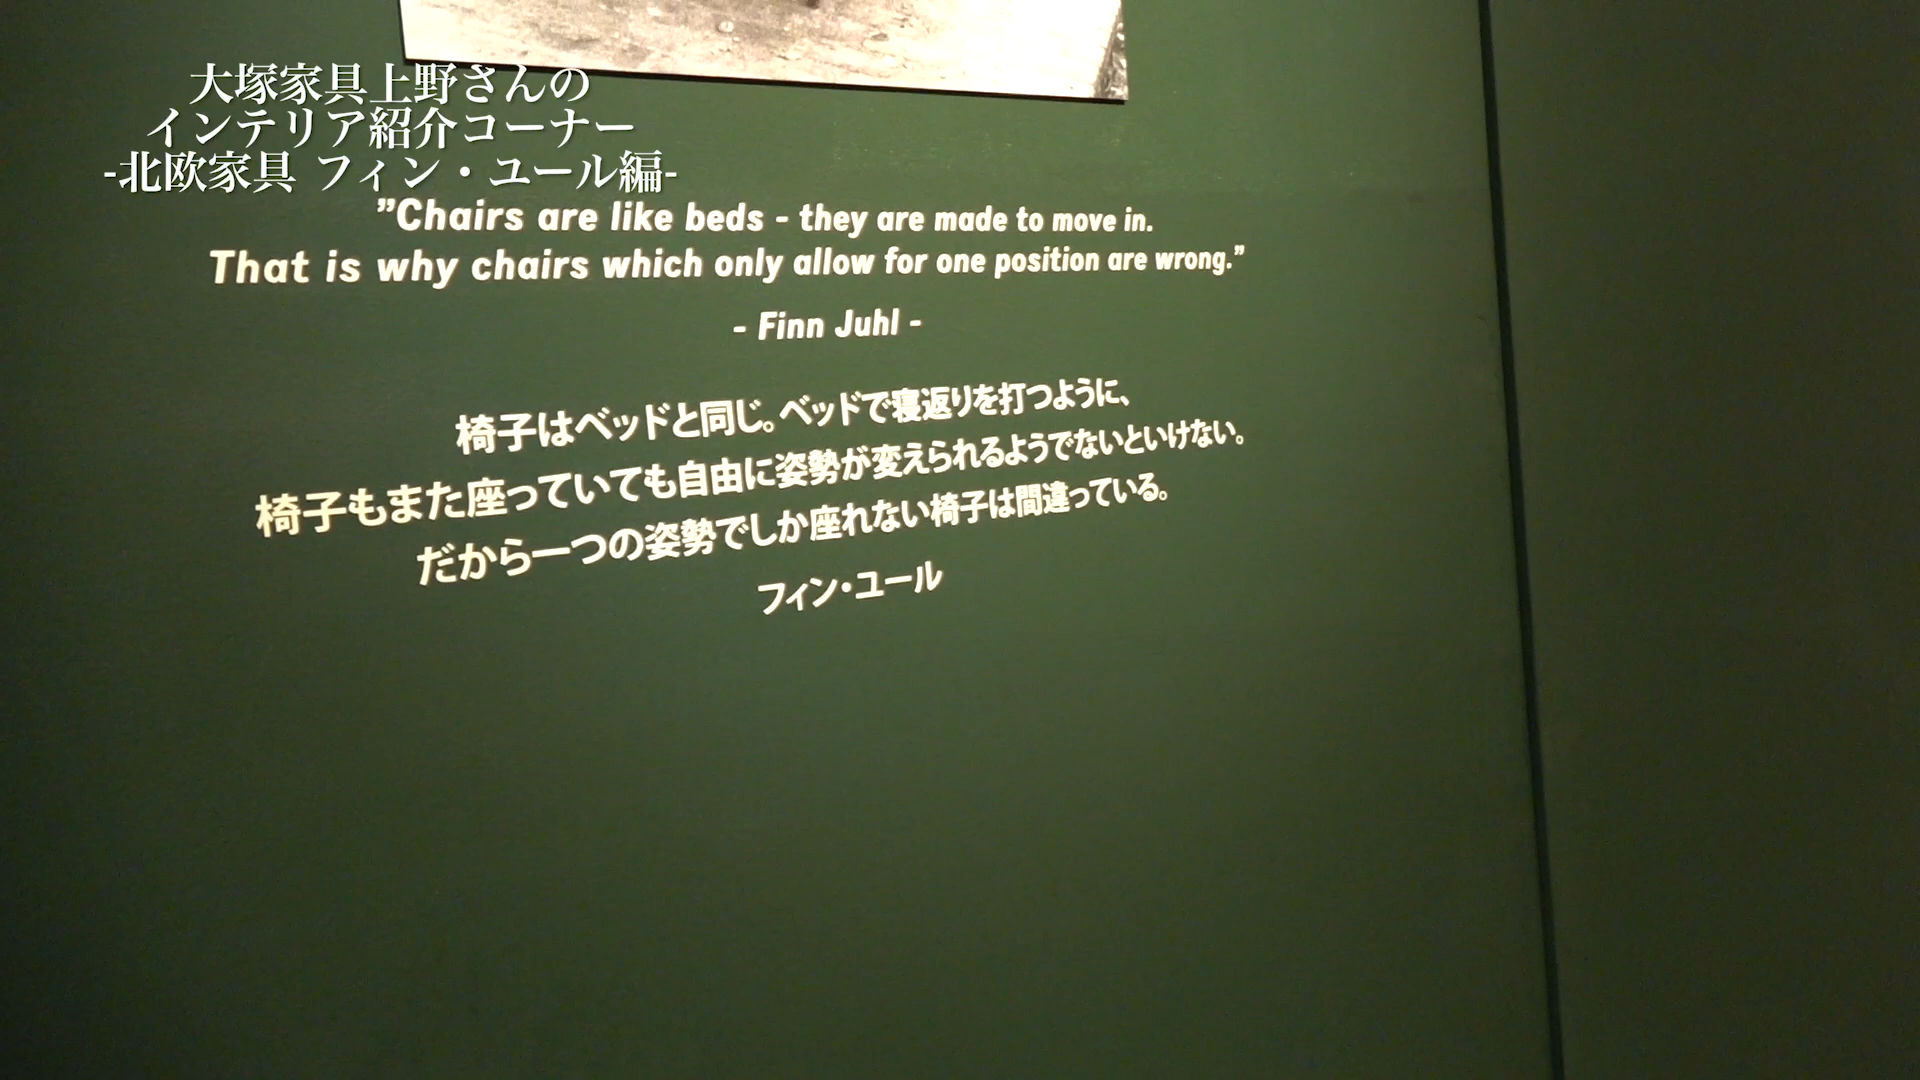 大塚家具上野さんの
インテリア紹介コーナー
-北欧家具 フィン・ユール編-
”Chairs are like beds - they are made to move in.
That is why chairs which only allow for one position are wrong.”
- Finn Juhl -
椅子はベッドと同じ。ベッドで寝返りを打つように、
椅子もまた座っていても自由に姿勢が変えられるようでないといけない。
だから一つの姿勢でしか座れない椅子は間違っている。
フィン・ユール